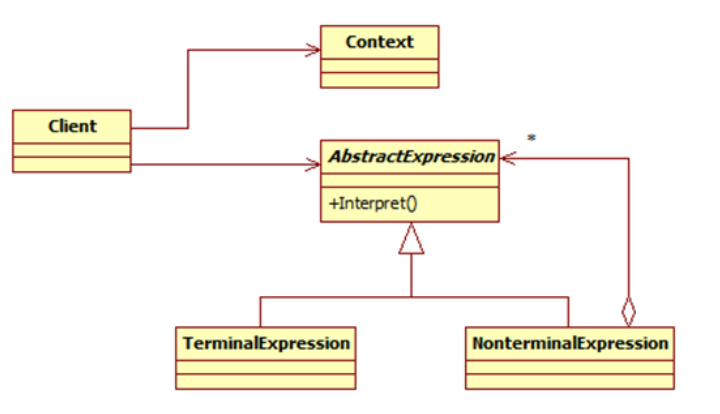 Context
Client
*
AbstractExpression
+Interpret()
TerminalExpression
NonterminalExpression